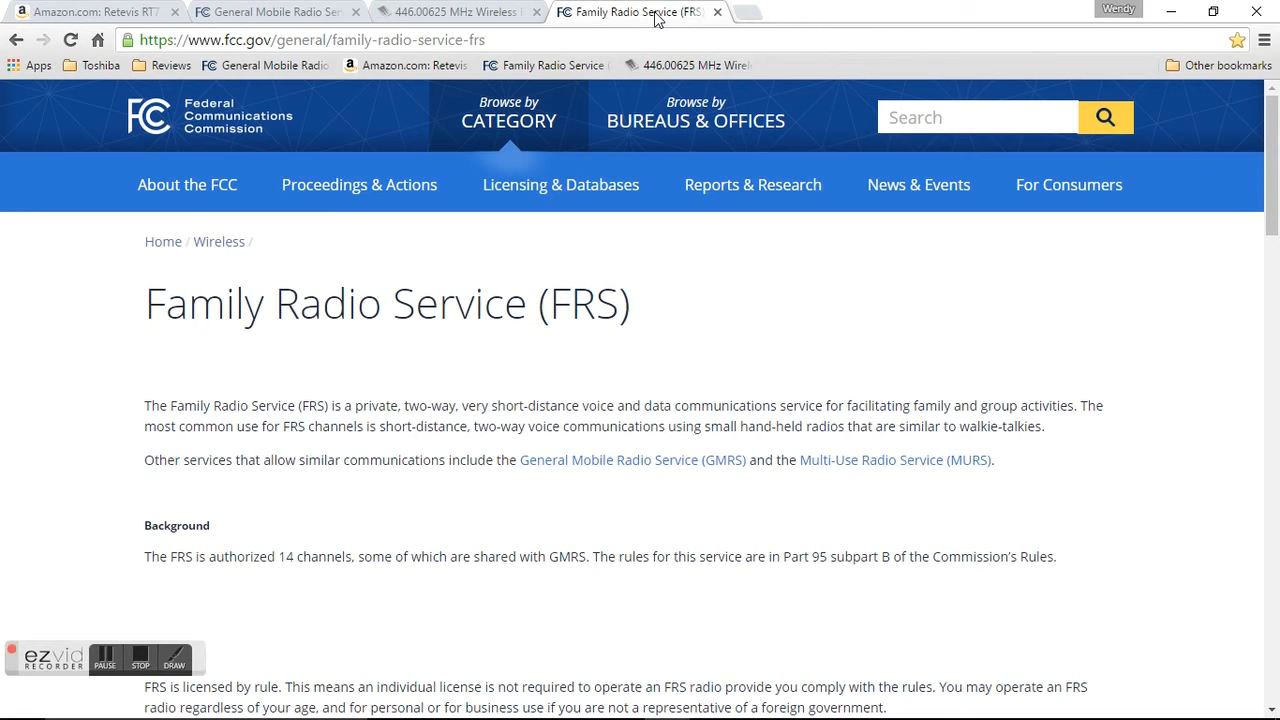 Amazon.com: Retevis RT7
General Mobile Radio Ser
446.00625 MHz Wireless I
Family Radio Service (FRS)
Wendy
https://www.fcc.gov/general/family-radio-service-frs
Apps
Toshiba
Reviews
General Mobile Radio
Amazon.com: Retevis
Family Radio Service (
446.00625 MHz Wirel
Other bookmarks
FC Federal
Communications
Commission
Browse by
CATEGORY
Browse by
BUREAUS & OFFICES
Search
About the FCC
Proceedings & Actions
Licensing & Databases
Reports & Research
News & Events
For Consumers
Home / Wireless /
Family Radio Service (FRS)
The Family Radio Service (FRS) is a private, two-way, very short-distance voice and data communications service for facilitating family and group activities. The
most common use for FRS channels is short-distance, two-way voice communications using small hand-held radios that are similar to walkie-talkies.
Other services that allow similar communications include the General Mobile Radio Service (GMRS) and the Multi-Use Radio Service (MURS).
Background
The FRS is authorized 14 channels, some of which are shared with GMRS. The rules for this service are in Part 95 subpart B of the Commission's Rules.
ezvid
RECORDER
PAUSE
STOP
DRAW
FRS is licensed by rule. This means an individual license is not required to operate an FRS radio provide you comply with the rules. You may operate an FRS
radio regardless of your age, and for personal or for business use if you are not a representative of a foreign government.